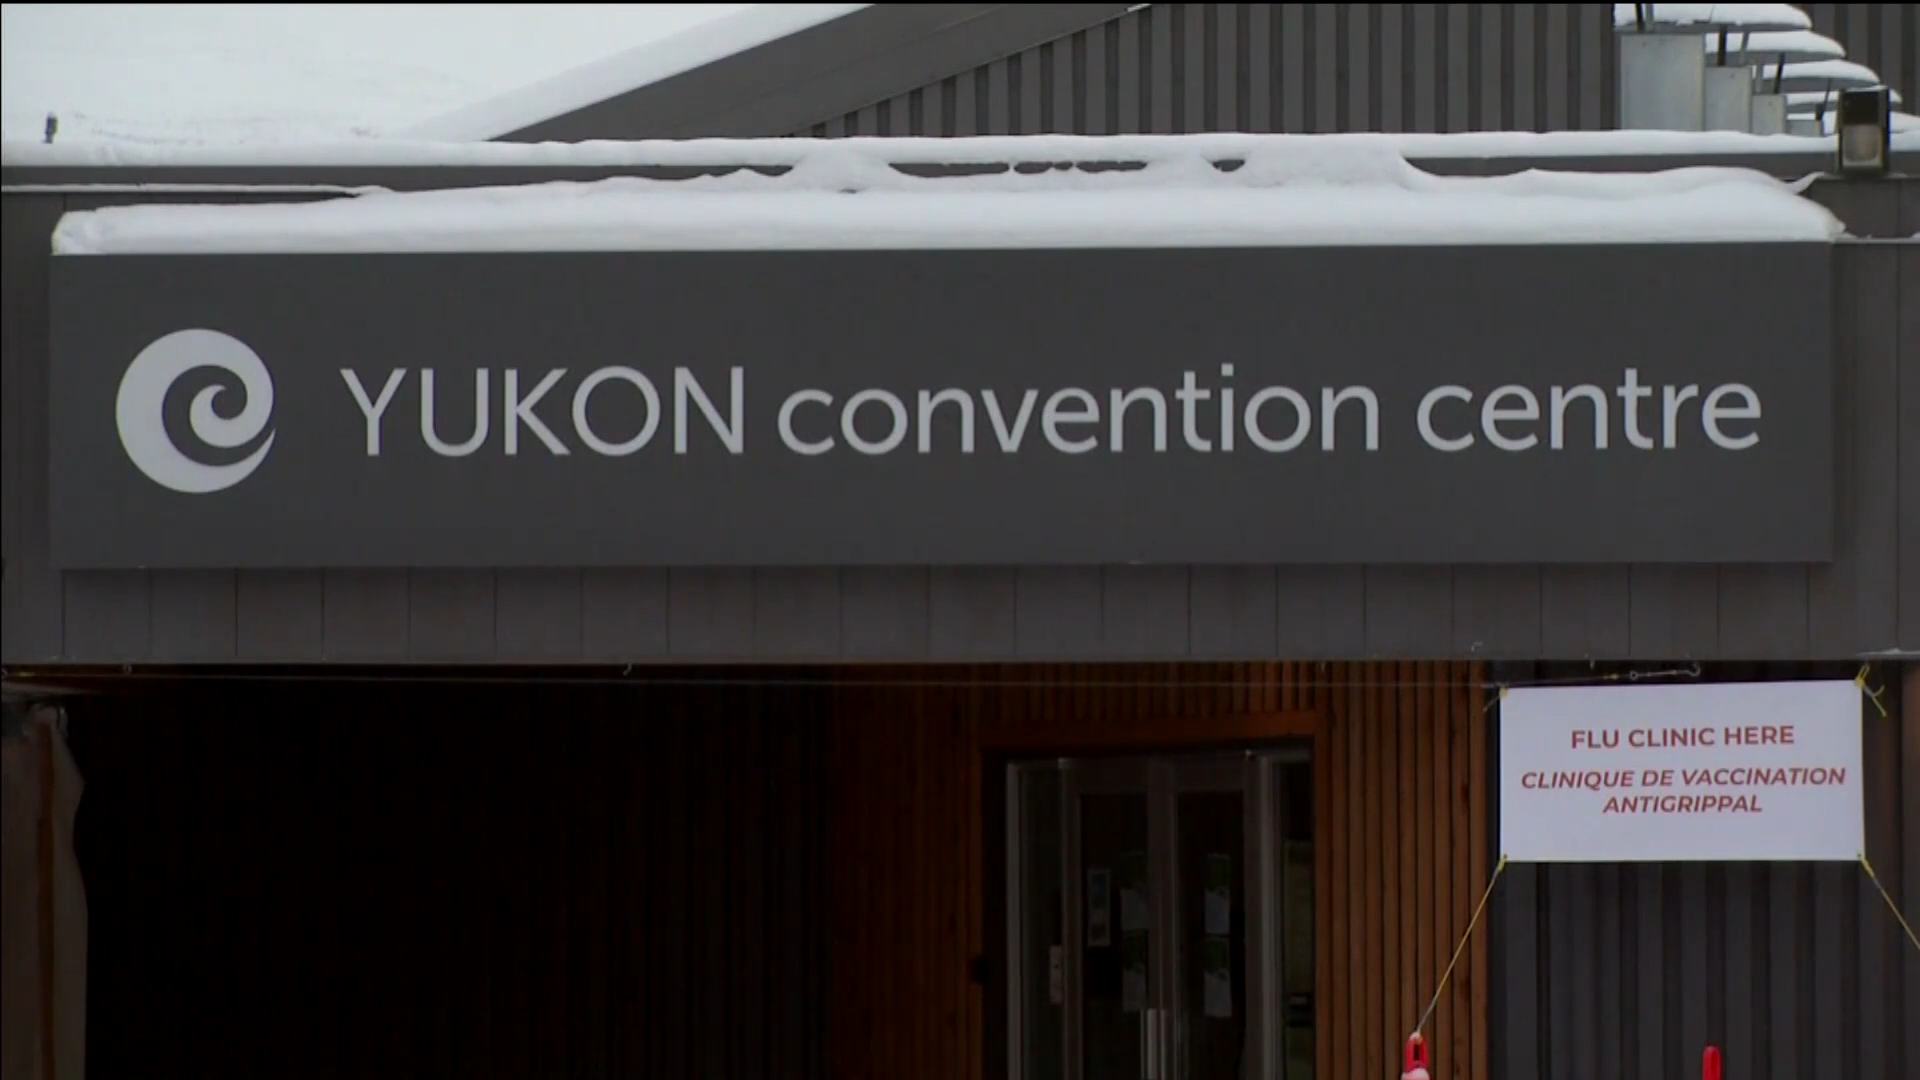 YUKON convention centre
FLU CLINIC HERE
CLINIQUE DE VACCINATION
ANTIGRIPPAL